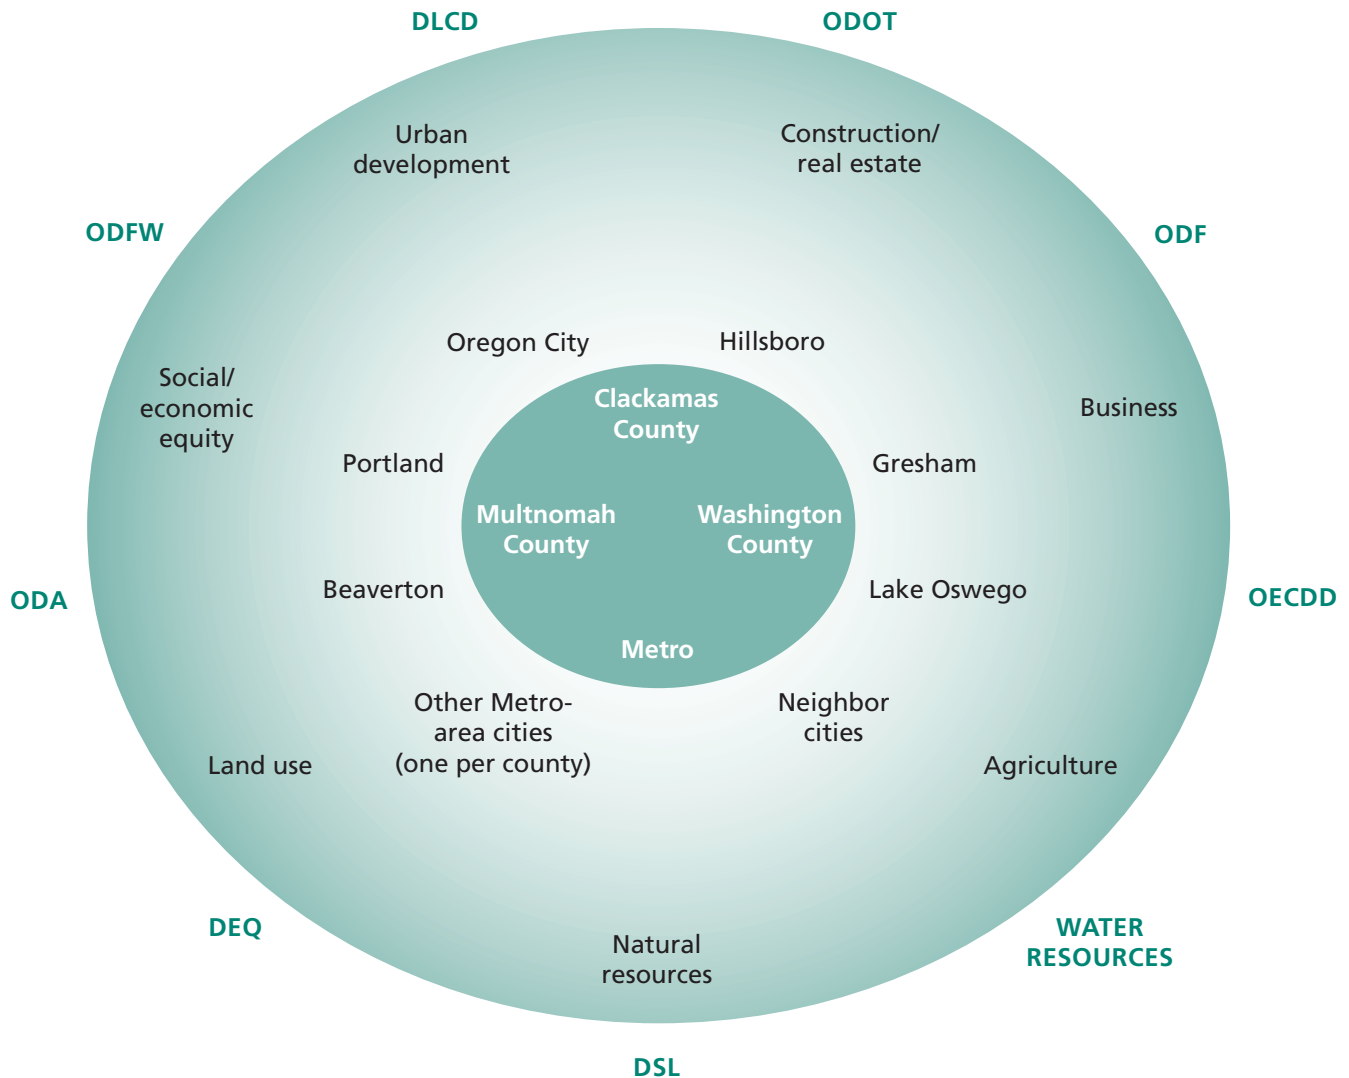 DLCD
ODOT
Urban
development
Construction/
real estate
ODFW
ODF
Oregon City
Hillsboro
Social/
economic
equity
Clackamas
County
Business
Portland
Gresham
Multnomah
County
Washington
County
Beaverton
Lake Oswego
ODA
OECDD
Metro
Other Metro-
area cities
(one per county)
Neighbor
cities
Land use
Agriculture
DEQ
WATER
RESOURCES
Natural
resources
DSL